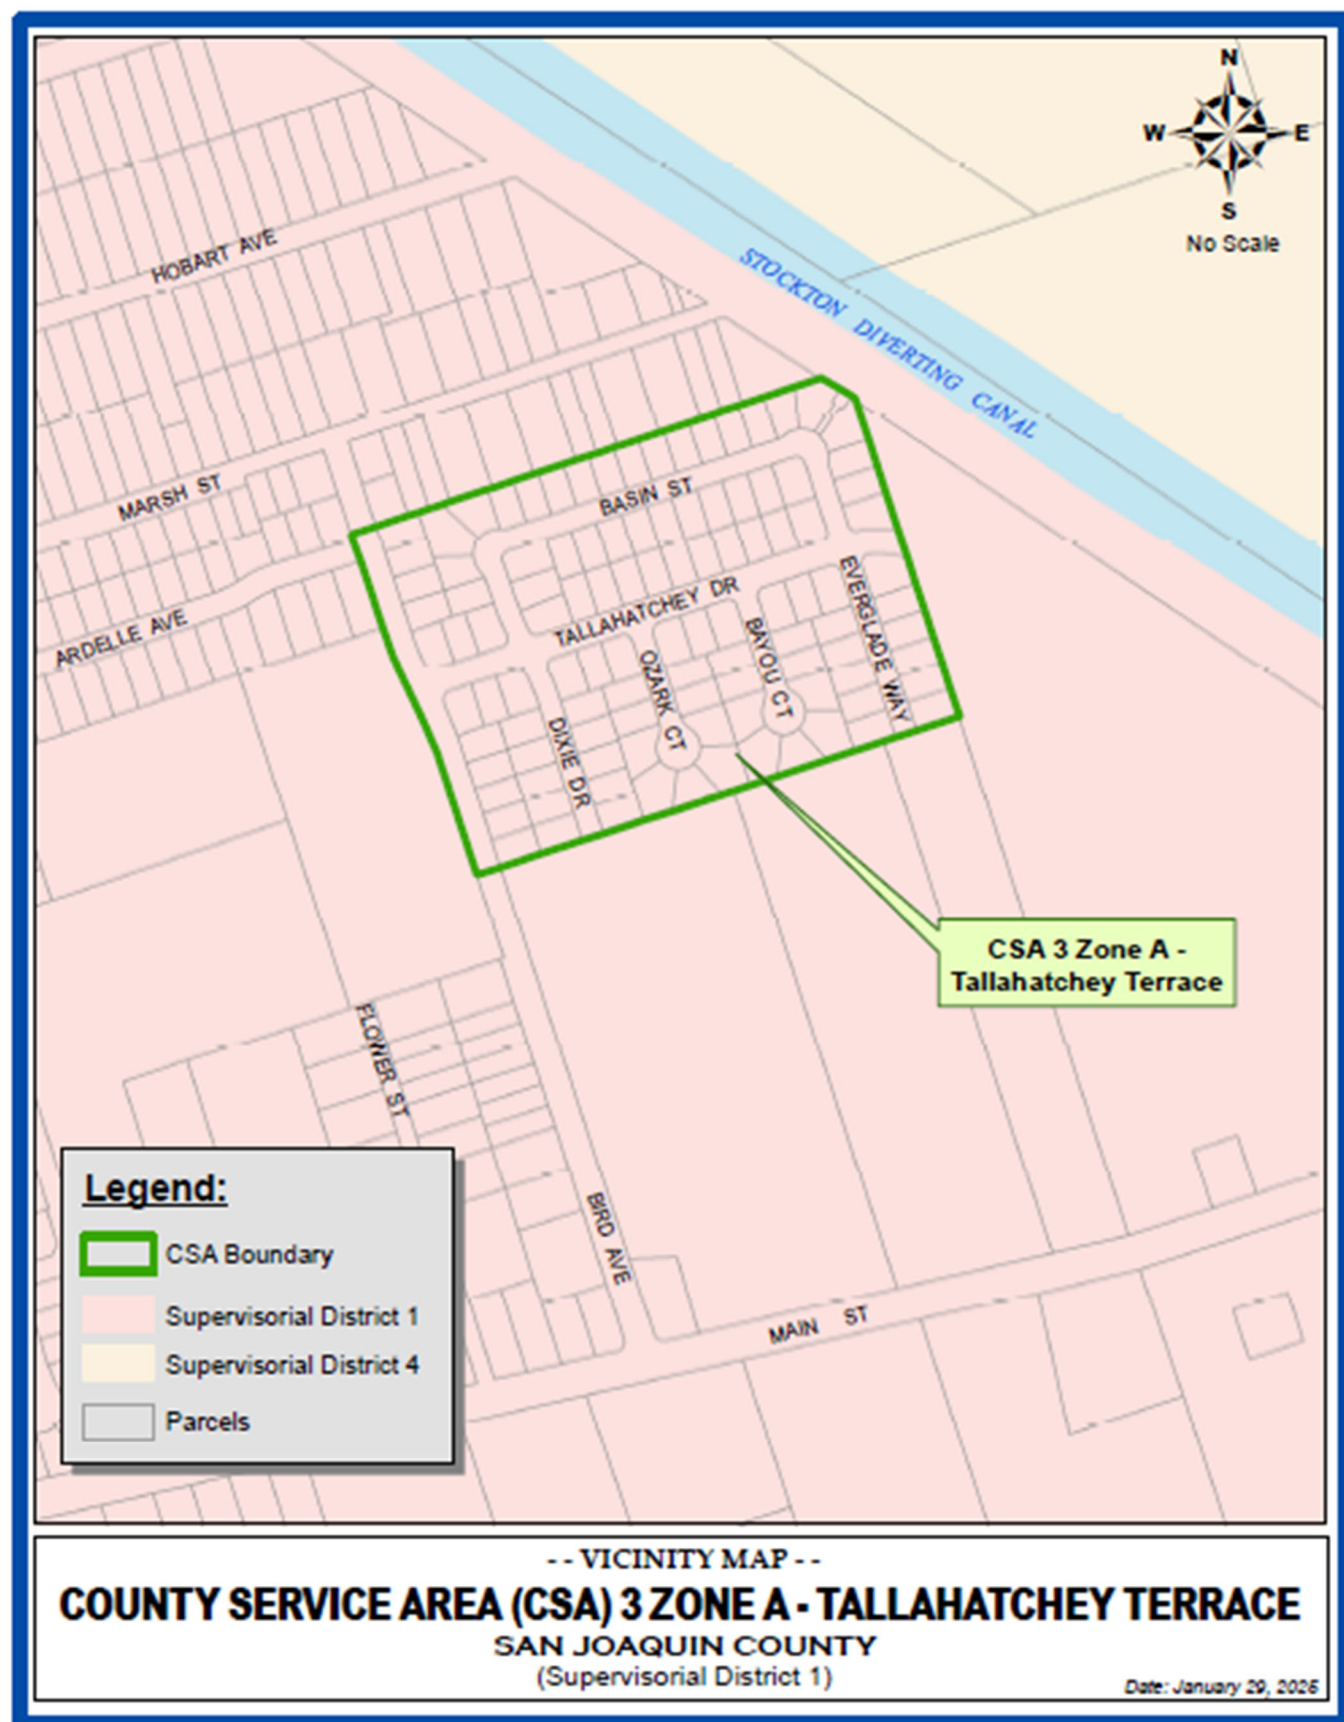 N
W E
S
No Scale
HOBART AVE
STOCKTON DIVERTING CANAL
MARSH ST
BASIN ST
ARDELLE AVE
TALLAHATCHEY DR
EVERGLADE WAY
BAYOU CT
OZARK CT
DIXIE DR
CSA 3 Zone A -
Tallahatchey Terrace
FLOWER ST
BIRD AVE
MAIN ST
Legend:
CSA Boundary
Supervisorial District 1
Supervisorial District 4
Parcels
- - VICINITY MAP - -
COUNTY SERVICE AREA (CSA) 3 ZONE A - TALLAHATCHEY TERRACE
SAN JOAQUIN COUNTY
(Supervisorial District 1)
Date: January 29, 2025